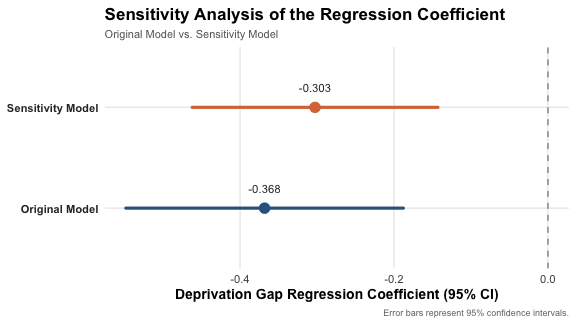 Sensitivity Analysis of the Regression Coefficient
Original Model vs. Sensitivity Model
-0.303
Sensitivity Model
-0.368
Original Model
-0.4 -0.2 0.0
Deprivation Gap Regression Coefficient (95% CI)
Error bars represent 95% confidence intervals.